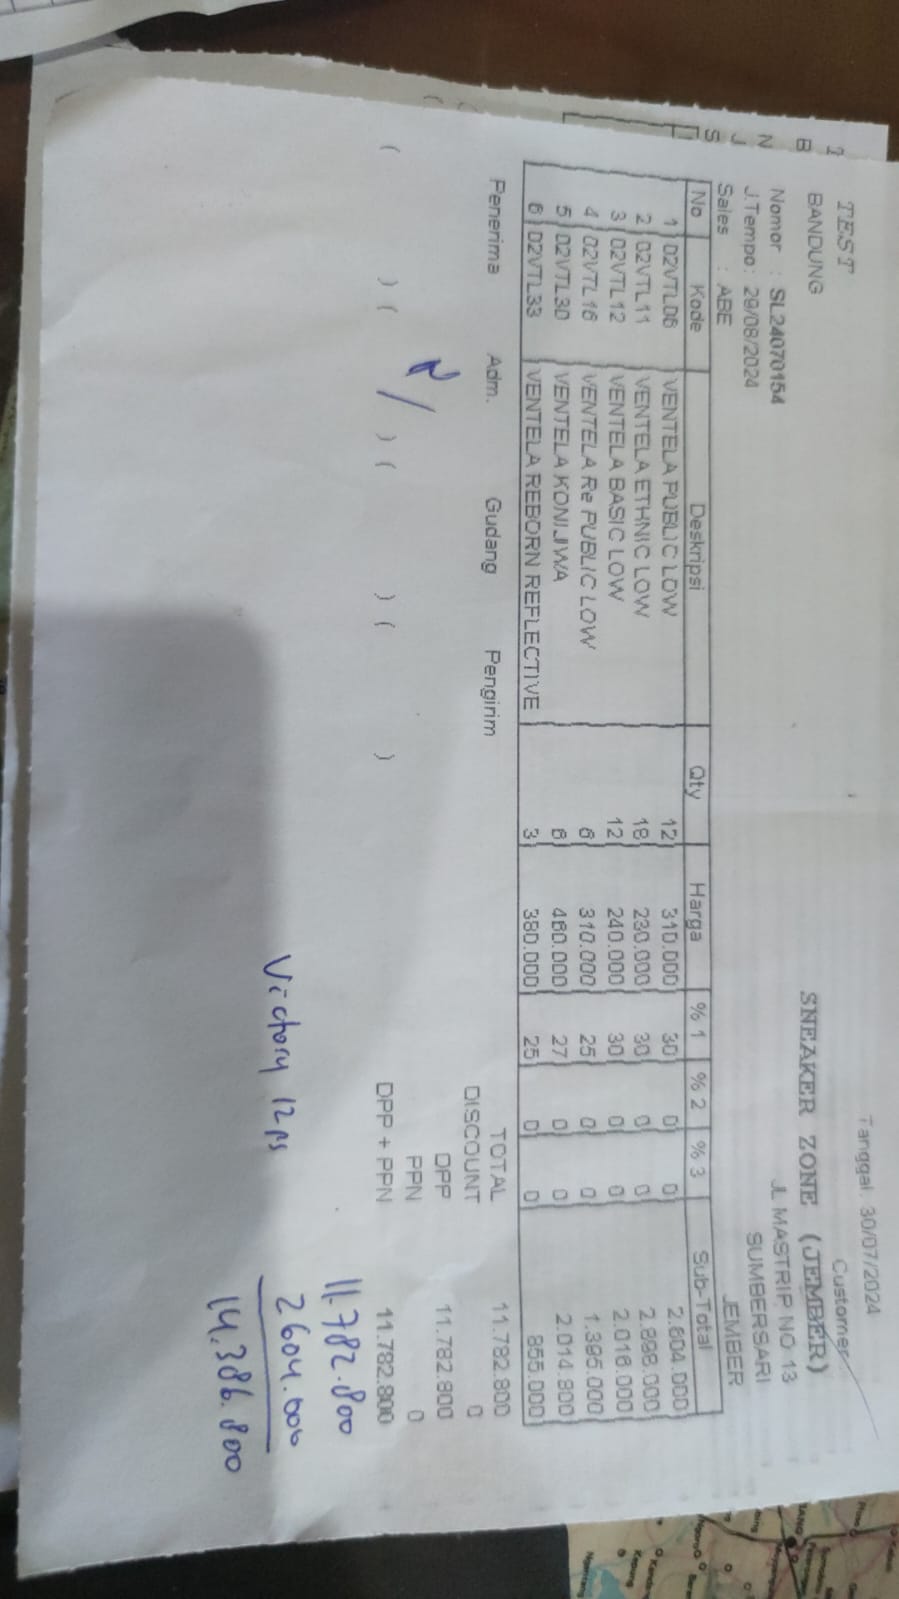 Tanggal. 30/07/2024
TEST
Customer
BANDUNG
SNEAKER ZONE (JEMBER)
Nomor : SL24070154
JL MASTRIP NO 13
J.Tempo: 29/08/2024
SUMBERSARI
Sales : ABE
JEMBER
No Kode Deskripsi Qty Harga % 1 % 2 % 3 Sub-Total
1 02VTL06 VENTELA PUBLIC LOW 12 310.000 30 0 0 2.604.000
2 02VTL11 VENTELA ETHNIC LOW 18 230.000 30 0 0 2.898.000
3 02VTL12 VENTELA BASIC LOW 12 240.000 30 0 0 2.016.000
4 02VTL16 VENTELA Re PUBLIC LOW 6 310.000 25 0 0 1.395.000
5 02VTL30 VENTELA KONIJIWA 6 460.000 27 0 0 2.014.800
6 02VTL33 VENTELA REBORN REFLECTIVE 3 380.000 25 0 0 855.000
Penerima Adm. Gudang Pengirim
TOTAL 11.782.800
DISCOUNT 0
DPP 11.782.800
PPN 0
( ) ( ) ( ) ( )
DPP + PPN 11.782.800
11.782.800
Victory 12 ps 2.604.000
14.386.800